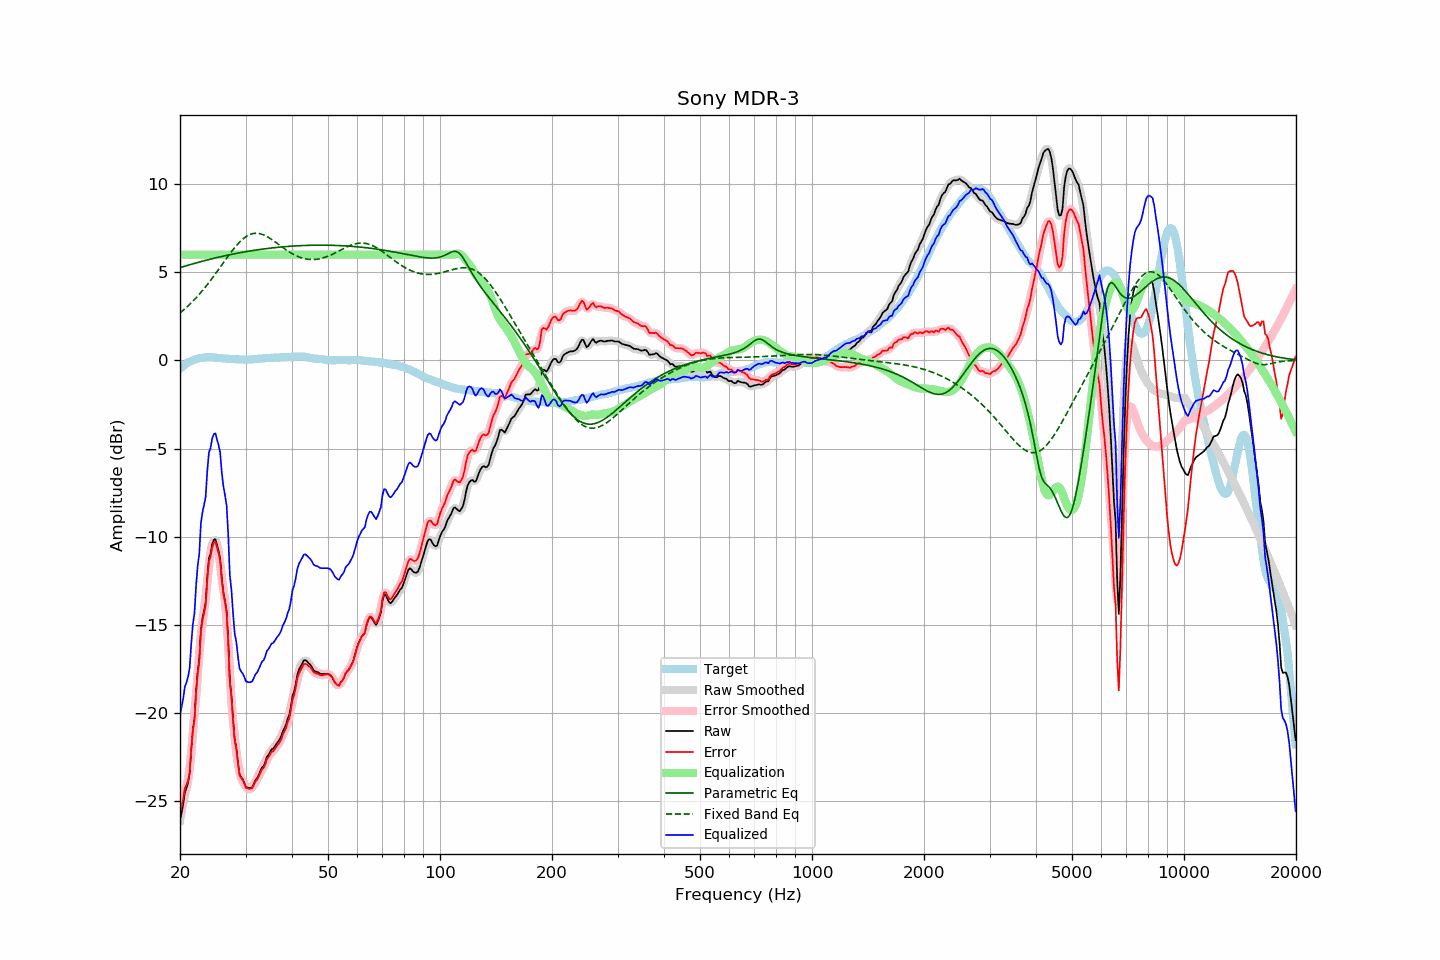 Sony MDR-3
Amplitude (dBr)
10
5
0
−5
−10
−15
−20
−25
Target
Raw Smoothed
Error Smoothed
Raw
Error
Equalization
Parametric Eq
Fixed Band Eq
Equalized
20 50 100 200 500 1000 2000 5000 10000 20000
Frequency (Hz)